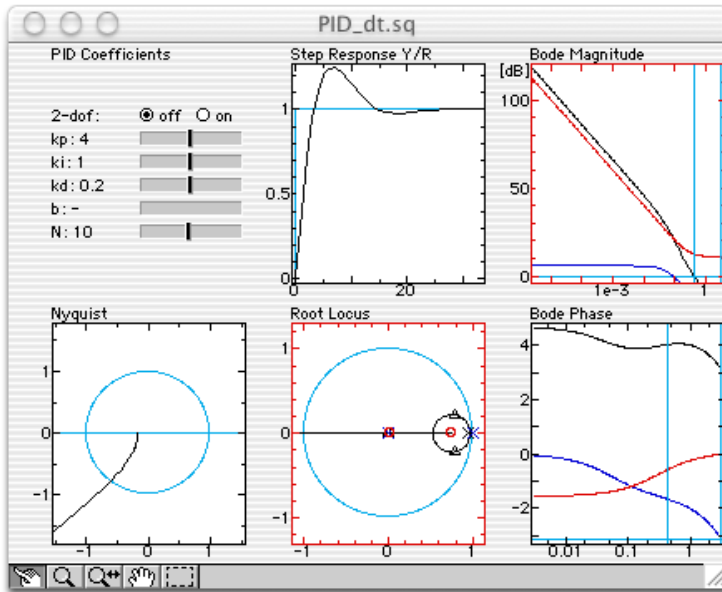 PID_dt.sq
PID Coefficients
2-dof: off on
kp: 4
ki: 1
kd: 0.2
b: -
N: 10
Step Response Y/R
1
0.5
0
0 20
Bode Magnitude
[dB]
100
50
0
1e-3 1
Nyquist
1
0
-1
-1 0 1
Root Locus
1
0
-1
-1 0 1
Bode Phase
4
2
0
-2
0.01 0.1 1